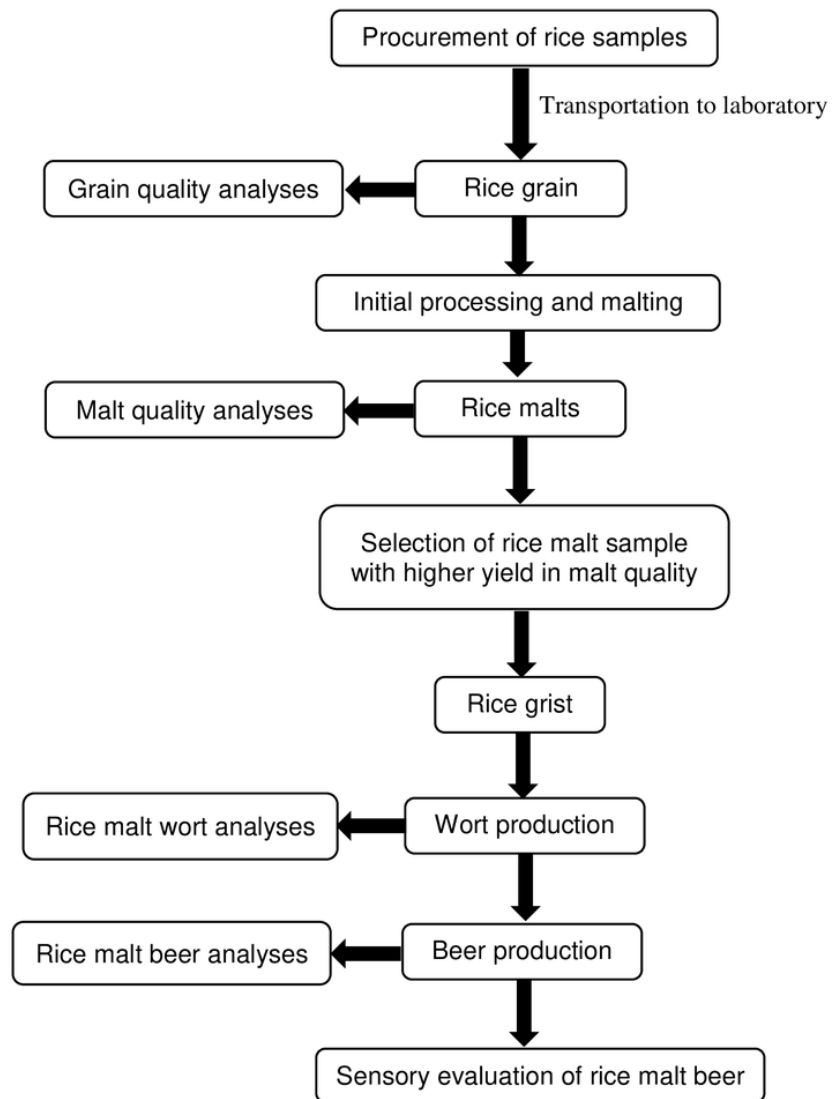 Procurement of rice samples
Transportation to laboratory
Grain quality analyses
Rice grain
Initial processing and malting
Malt quality analyses
Rice malts
Selection of rice malt sample
with higher yield in malt quality
Rice grist
Rice malt wort analyses
Wort production
Rice malt beer analyses
Beer production
Sensory evaluation of rice malt beer